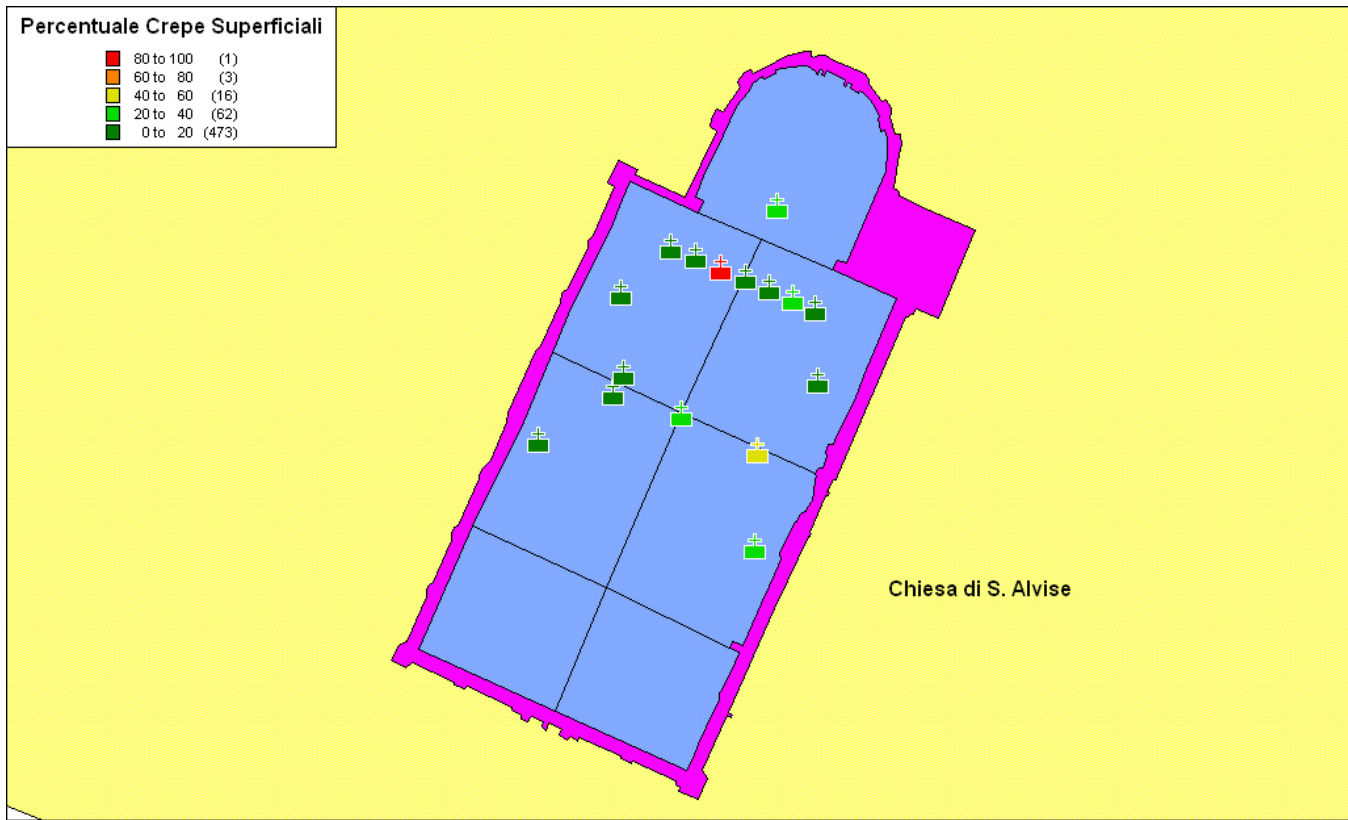 Percentuale Crepe Superficiali
80 to 100 (1)
60 to 80 (3)
40 to 60 (16)
20 to 40 (62)
0 to 20 (473)
Chiesa di S. Alvise